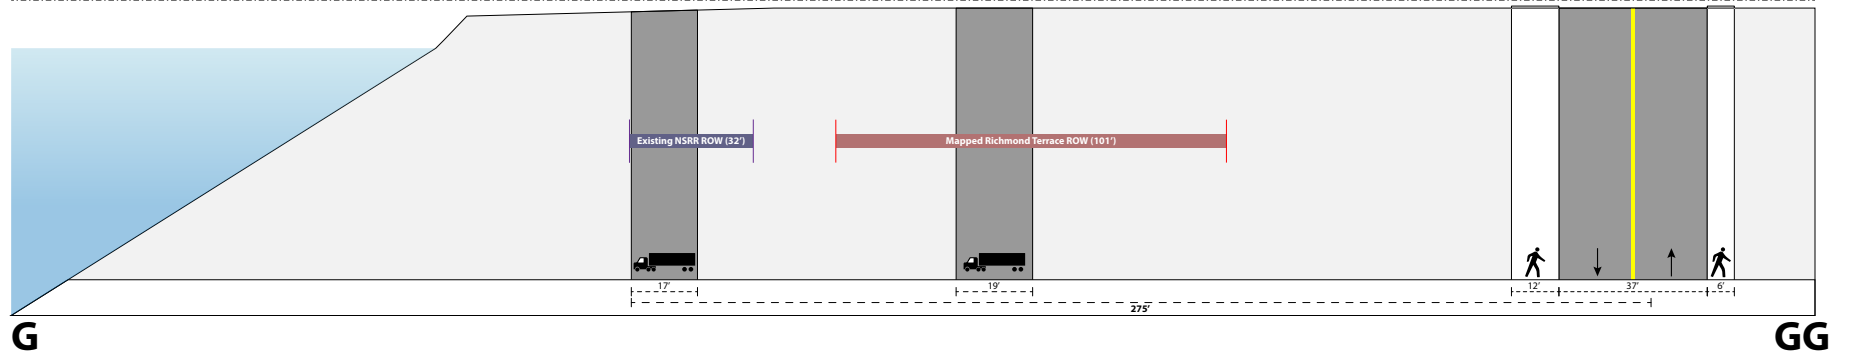 Existing NSRR ROW (32')
Mapped Richmond Terrace ROW (101')
17'
19'
12'
37'
6'
275'
G
GG